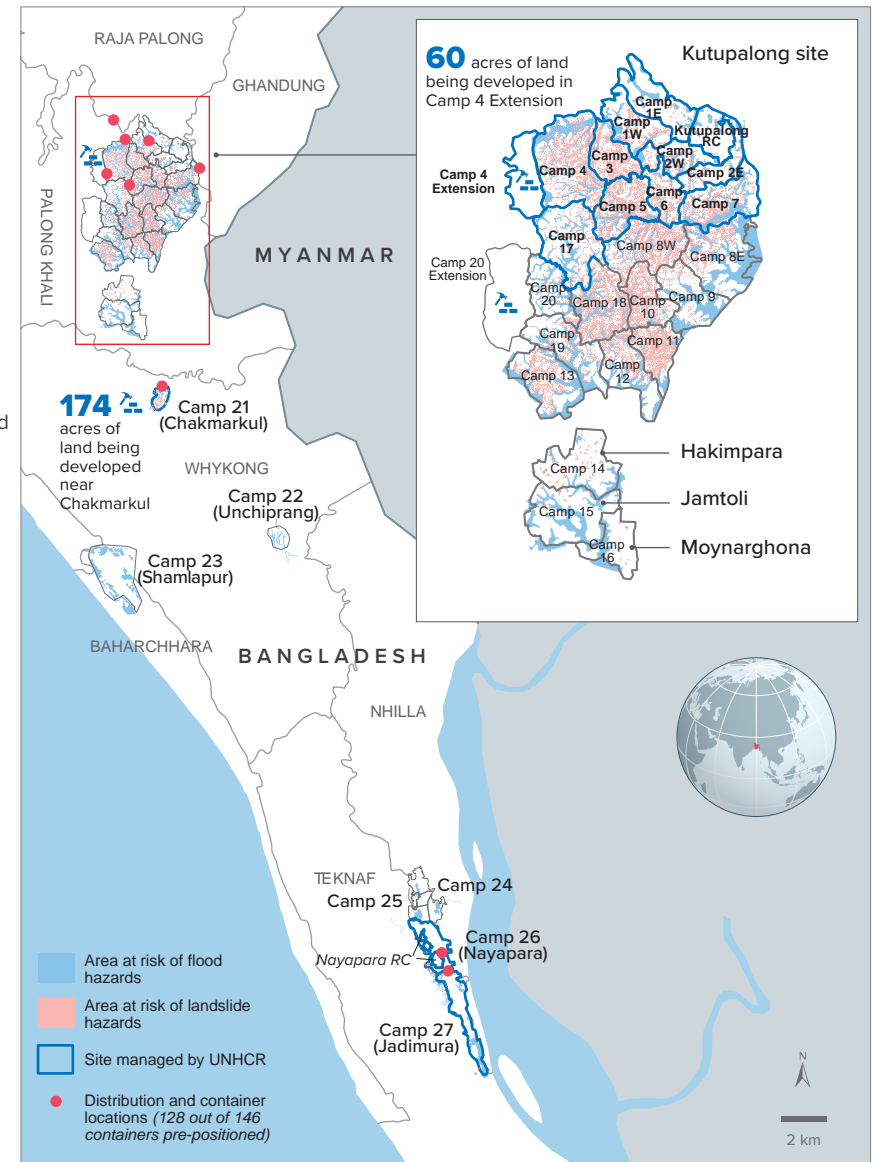 RAJA PALONG
GHANDUNG
PALONG KHALI
MYANMAR
60 acres of land
being developed in
Camp 4 Extension
Kutupalong site
Camp
1E
Camp
1W
Kutupalong
RC
Camp
2W
Camp
3
Camp 4
Camp 2E
Camp 4
Extension
Camp
6
Camp 5
Camp 7
Camp
17
Camp 8W
Camp 8E
Camp 20
Extension
Camp
20
Camp 18
Camp
10
Camp 9
Camp
19
Camp 11
Camp
12
Camp 13
Camp 14
Hakimpara
Camp 15
Jamtoli
Camp
16
Moynarghona
174
acres of
land being
developed
near
Chakmarkul
d
Camp 21
(Chakmarkul)
WHYKONG
Camp 22
(Unchiprang)
Camp 23
(Shamlapur)
BAHARCHHARA
BANGLADESH
NHILLA
TEKNAF
Camp 24
Camp 25
Camp 26
(Nayapara)
Nayapara RC
Camp 27
(Jadimura)
Area at risk of flood
hazards
Area at risk of landslide
hazards
Site managed by UNHCR
Distribution and container
locations (128 out of 146
containers pre-positioned)
N
2 km